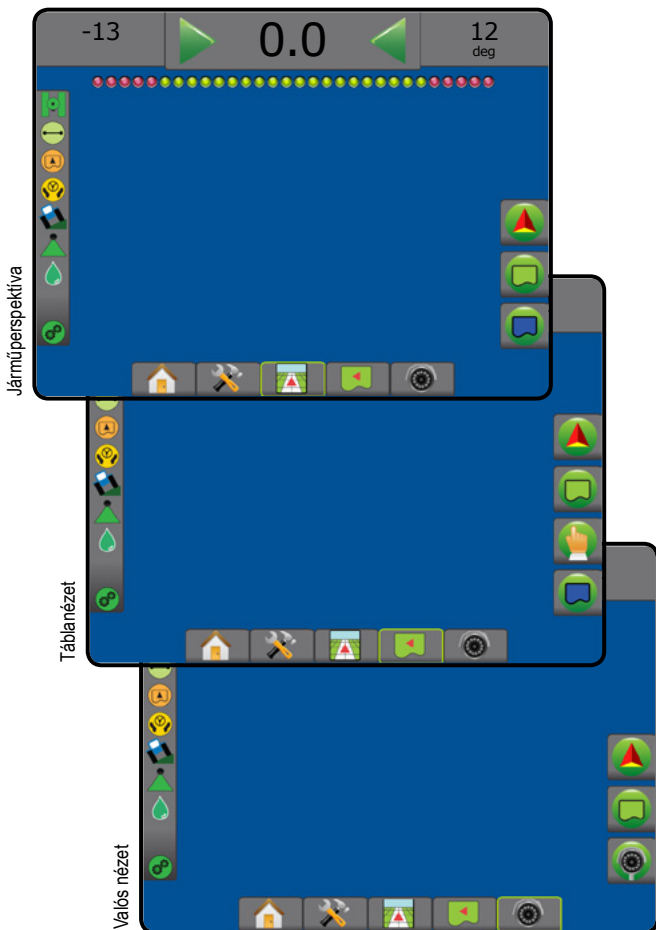 -13
0.0
12
deg
Járműperspektíva
Táblanézet
Valós nézet